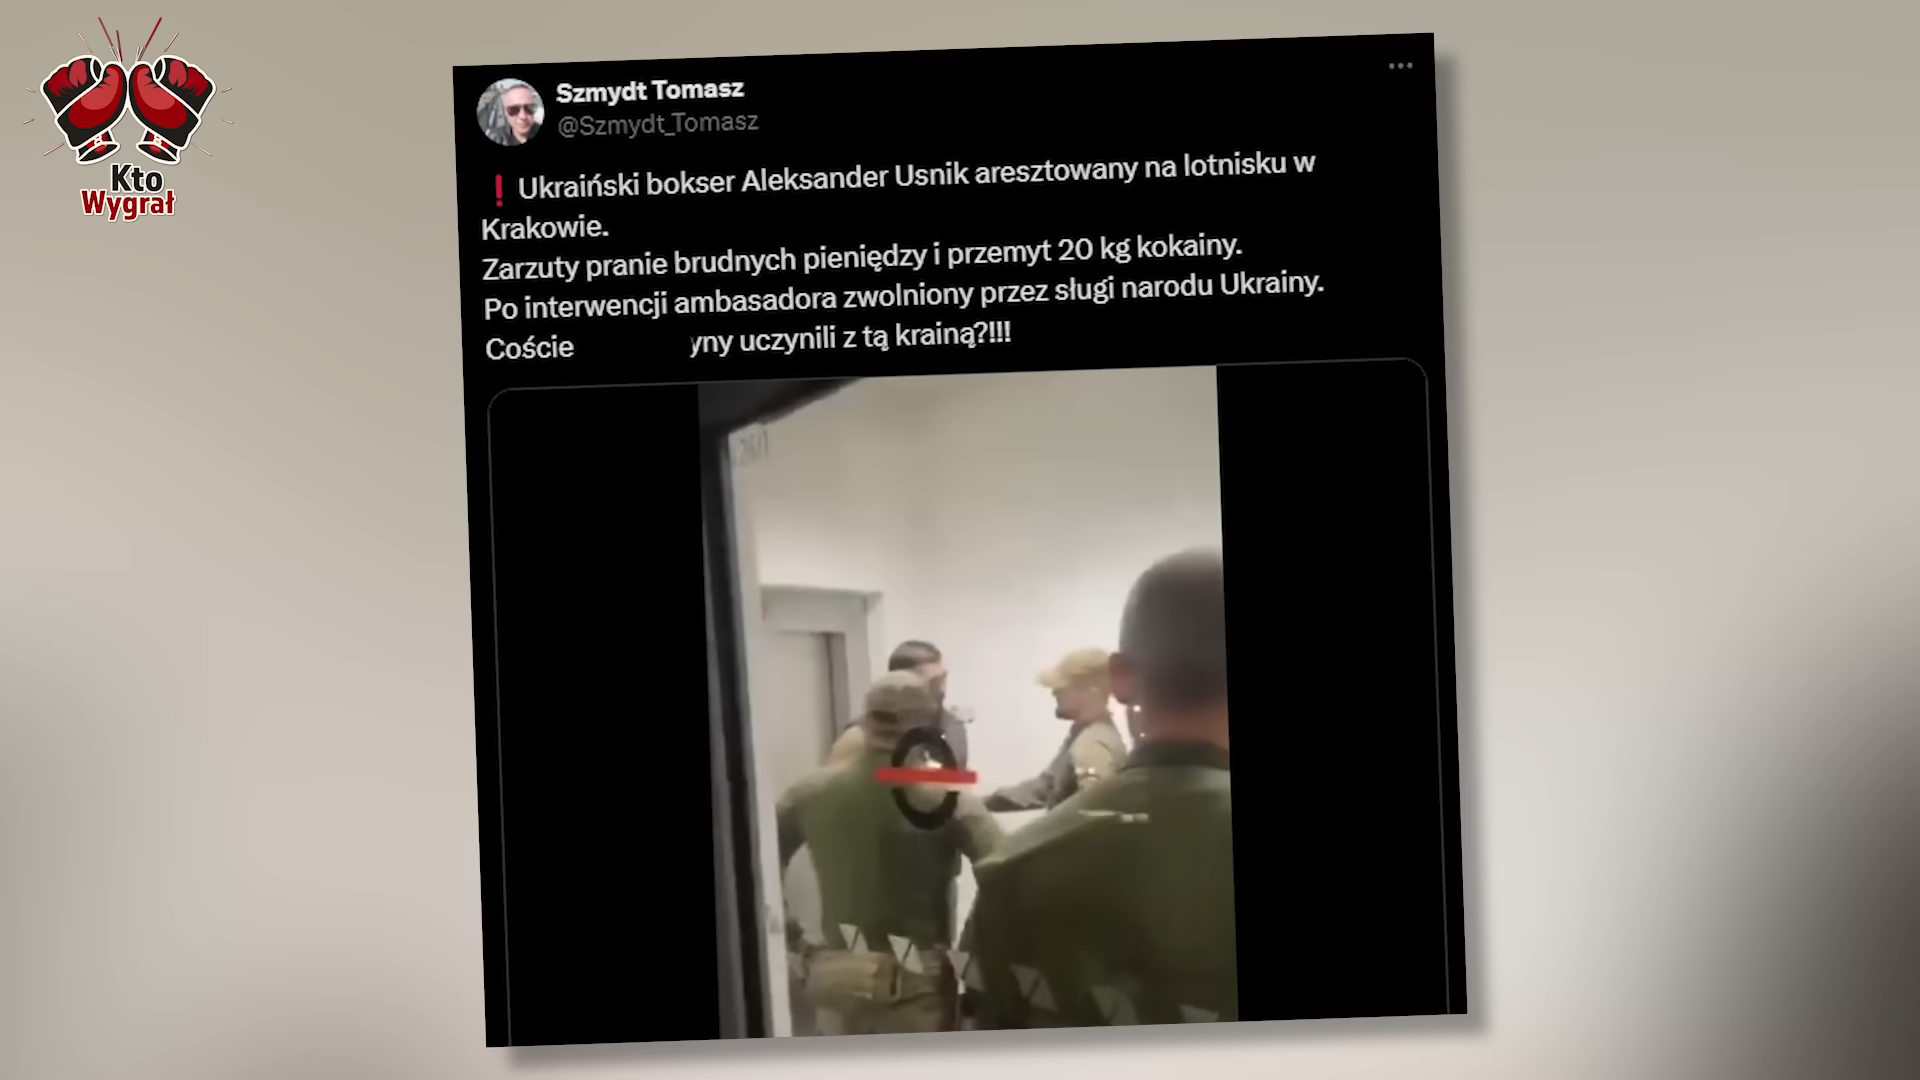 Kto
Wygrał
Szmydt Tomasz
@Szmydt_Tomasz
❗Ukraiński bokser Aleksander Usnik aresztowany na lotnisku w
Krakowie.
Zarzuty pranie brudnych pieniędzy i przemyt 20 kg kokainy.
Po interwencji ambasadora zwolniony przez sługi narodu Ukrainy.
Coście yny uczynili z tą krainą?!!!